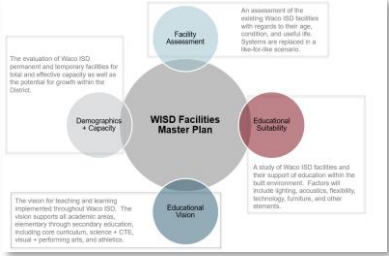 An assessment of the
existing Waco ISD facilities
with regards to their age,
condition, and useful life.
Systems are replaced in a
like-for-like scenario.
Facility
Assessment
The evaluation of Waco ISD
permanent and temporary facilities for
total and effective capacity as well as
the potential for growth within the
District.
Demographics
+ Capacity
WISD Facilities
Master Plan
Educational
Suitability
A study of Waco ISD facilities and
their support of education within the
built environment. Factors will
include lighting, acoustics, flexibility,
technology, furniture, and other
elements.
The vision for teaching and learning
implemented throughout Waco ISD. The
vision supports all academic areas,
elementary through secondary education,
including core curriculum, science + CTE,
visual + performing arts, and athletics.
Educational
Vision